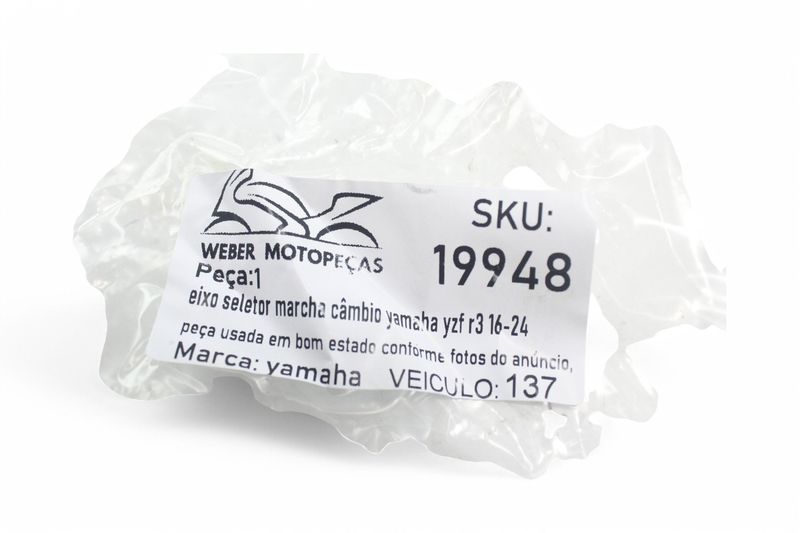 WEBER MOTOPEÇAS
SKU:
19948
Peça:1
eixo seletor marcha câmbio yamaha yzf r3 16-24
peça usada em bom estado conforme fotos do anúncio,
Marca: yamaha VEICULO: 137